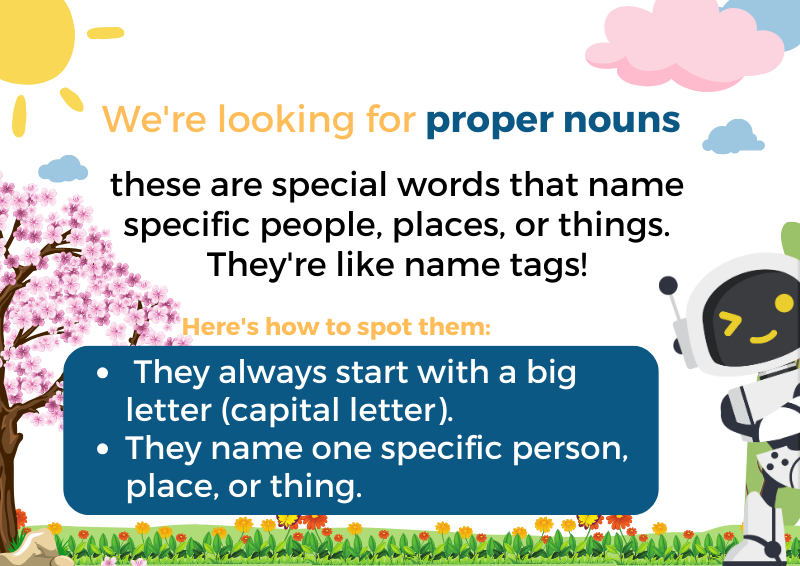 We're looking for proper nouns
these are special words that name
specific people, places, or things.
They're like name tags!
Here's how to spot them:
• They always start with a big
letter (capital letter).
• They name one specific person,
place, or thing.